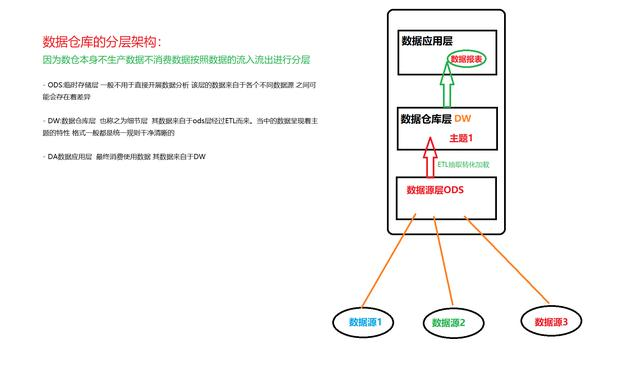 数据仓库的分层架构：
因为数仓本身不生产数据不消费数据按照数据的流入流出进行分层
- ODS:临时存储层 一般不用于直接开展数据分析 该层的数据来自于各个不同数据源 之间可
能会存在着差异
- DW:数据仓库层 也称之为细节层 其数据来自于ods层经过ETL而来。当中的数据呈现着主
题的特性 格式一般都是统一规则干净清晰的
- DA数据应用层 最终消费使用数据 其数据来自于DW
数据应用层
数据报表
数据仓库层 DW
主题1
ETL抽取转化加载
数据源层ODS
数据源1
数据源2
数据源3